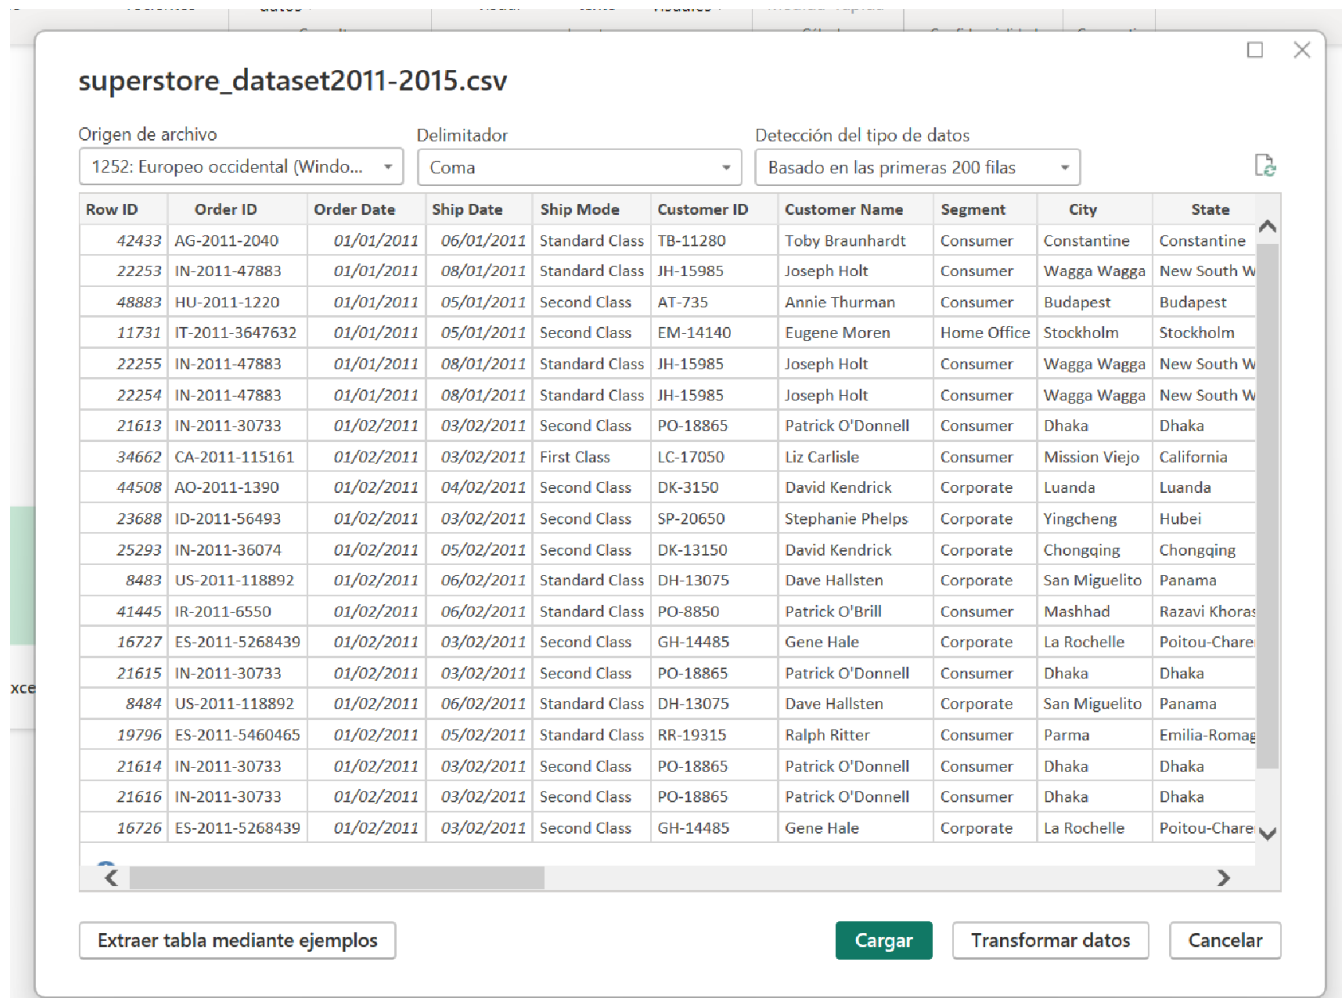 superstore_dataset2011-2015.csv
Origen de archivo Delimitador Detección del tipo de datos
1252: Europeo occidental (Windo... Coma Basado en las primeras 200 filas
Row ID Order ID Order Date Ship Date Ship Mode Customer ID Customer Name Segment City State
42433 AG-2011-2040 01/01/2011 06/01/2011 Standard Class TB-11280 Toby Braunhardt Consumer Constantine Constantine
22253 IN-2011-47883 01/01/2011 08/01/2011 Standard Class JH-15985 Joseph Holt Consumer Wagga Wagga New South W
48883 HU-2011-1220 01/01/2011 05/01/2011 Second Class AT-735 Annie Thurman Consumer Budapest Budapest
11731 IT-2011-3647632 01/01/2011 05/01/2011 Second Class EM-14140 Eugene Moren Home Office Stockholm Stockholm
22255 IN-2011-47883 01/01/2011 08/01/2011 Standard Class JH-15985 Joseph Holt Consumer Wagga Wagga New South W
22254 IN-2011-47883 01/01/2011 08/01/2011 Standard Class JH-15985 Joseph Holt Consumer Wagga Wagga New South W
21613 IN-2011-30733 01/02/2011 03/02/2011 Second Class PO-18865 Patrick O'Donnell Consumer Dhaka Dhaka
34662 CA-2011-115161 01/02/2011 03/02/2011 First Class LC-17050 Liz Carlisle Consumer Mission Viejo California
44508 AO-2011-1390 01/02/2011 04/02/2011 Second Class DK-3150 David Kendrick Corporate Luanda Luanda
23688 ID-2011-56493 01/02/2011 03/02/2011 Second Class SP-20650 Stephanie Phelps Corporate Yingcheng Hubei
25293 IN-2011-36074 01/02/2011 05/02/2011 Second Class DK-13150 David Kendrick Corporate Chongqing Chongqing
8483 US-2011-118892 01/02/2011 06/02/2011 Standard Class DH-13075 Dave Hallsten Corporate San Miguelito Panama
41445 IR-2011-6550 01/02/2011 06/02/2011 Standard Class PO-8850 Patrick O'Brill Consumer Mashhad Razavi Khoras
16727 ES-2011-5268439 01/02/2011 03/02/2011 Second Class GH-14485 Gene Hale Corporate La Rochelle Poitou-Chare
21615 IN-2011-30733 01/02/2011 03/02/2011 Second Class PO-18865 Patrick O'Donnell Consumer Dhaka Dhaka
8484 US-2011-118892 01/02/2011 06/02/2011 Standard Class DH-13075 Dave Hallsten Corporate San Miguelito Panama
19796 ES-2011-5460465 01/02/2011 05/02/2011 Standard Class RR-19315 Ralph Ritter Consumer Parma Emilia-Romag
21614 IN-2011-30733 01/02/2011 03/02/2011 Second Class PO-18865 Patrick O'Donnell Consumer Dhaka Dhaka
21616 IN-2011-30733 01/02/2011 03/02/2011 Second Class PO-18865 Patrick O'Donnell Consumer Dhaka Dhaka
16726 ES-2011-5268439 01/02/2011 03/02/2011 Second Class GH-14485 Gene Hale Corporate La Rochelle Poitou-Chare
xce
Extraer tabla mediante ejemplos Cargar Transformar datos Cancelar